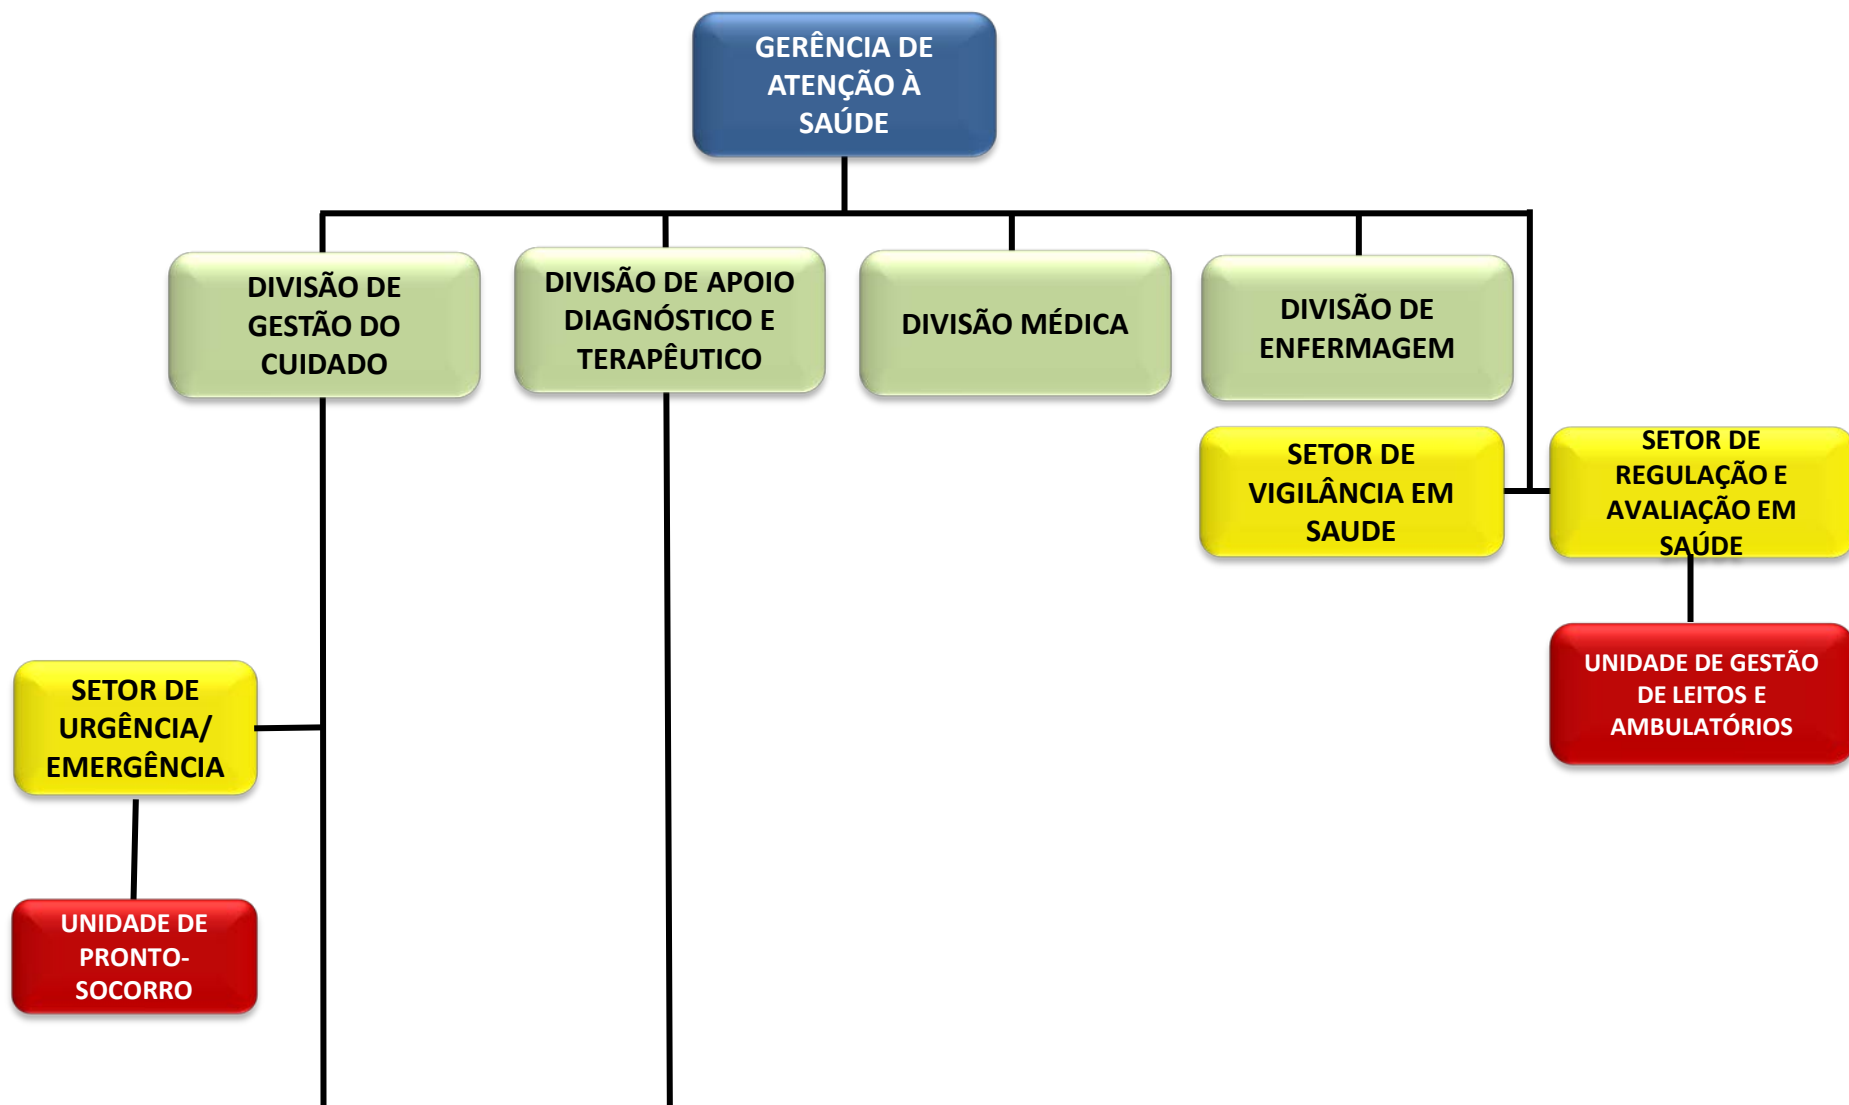 GERÊNCIA DE
ATENÇÃO À
SAÚDE
DIVISÃO DE
GESTÃO DO
CUIDADO
DIVISÃO DE APOIO
DIAGNÓSTICO E
TERAPÊUTICO
DIVISÃO MÉDICA
DIVISÃO DE
ENFERMAGEM
SETOR DE
VIGILÂNCIA EM
SAUDE
SETOR DE
REGULAÇÃO E
AVALIAÇÃO EM
SAÚDE
UNIDADE DE GESTÃO
DE LEITOS E
AMBULATÓRIOS
SETOR DE
URGÊNCIA/
EMERGÊNCIA
UNIDADE DE
PRONTO-
SOCORRO